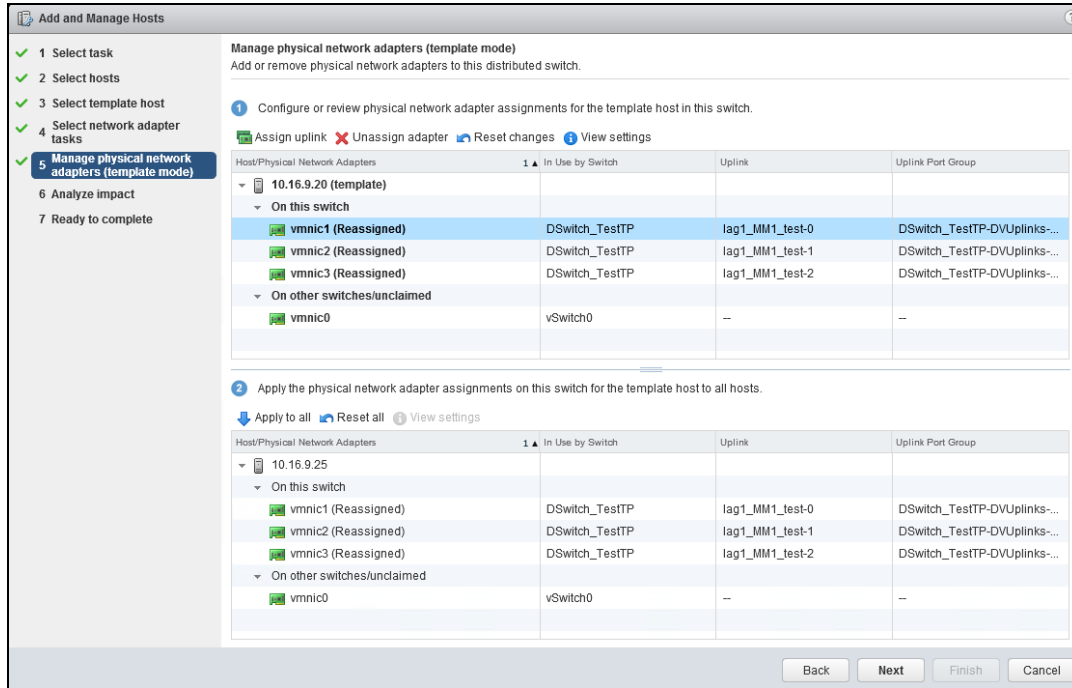 Add and Manage Hosts
1 Select task
2 Select hosts
3 Select template host
4 Select network adapter
tasks
5 Manage physical network
adapters (template mode)
6 Analyze impact
7 Ready to complete
Manage physical network adapters (template mode)
Add or remove physical network adapters to this distributed switch.
1 Configure or review physical network adapter assignments for the template host in this switch.
Assign uplink Unassign adapter Reset changes View settings
Host/Physical Network Adapters 1 ▲ In Use by Switch Uplink Uplink Port Group
10.16.9.20 (template)
On this switch
vmnic1 (Reassigned) DSwitch_TestTP lag1_MM1_test-0 DSwitch_TestTP-DVUplinks-...
vmnic2 (Reassigned) DSwitch_TestTP lag1_MM1_test-1 DSwitch_TestTP-DVUplinks-...
vmnic3 (Reassigned) DSwitch_TestTP lag1_MM1_test-2 DSwitch_TestTP-DVUplinks-...
On other switches/unclaimed
vmnic0 vSwitch0 -- --
2 Apply the physical network adapter assignments on this switch for the template host to all hosts.
Apply to all Reset all View settings
Host/Physical Network Adapters 1 ▲ In Use by Switch Uplink Uplink Port Group
10.16.9.25
On this switch
vmnic1 (Reassigned) DSwitch_TestTP lag1_MM1_test-0 DSwitch_TestTP-DVUplinks-...
vmnic2 (Reassigned) DSwitch_TestTP lag1_MM1_test-1 DSwitch_TestTP-DVUplinks-...
vmnic3 (Reassigned) DSwitch_TestTP lag1_MM1_test-2 DSwitch_TestTP-DVUplinks-...
On other switches/unclaimed
vmnic0 vSwitch0 -- --
Back Next Finish Cancel